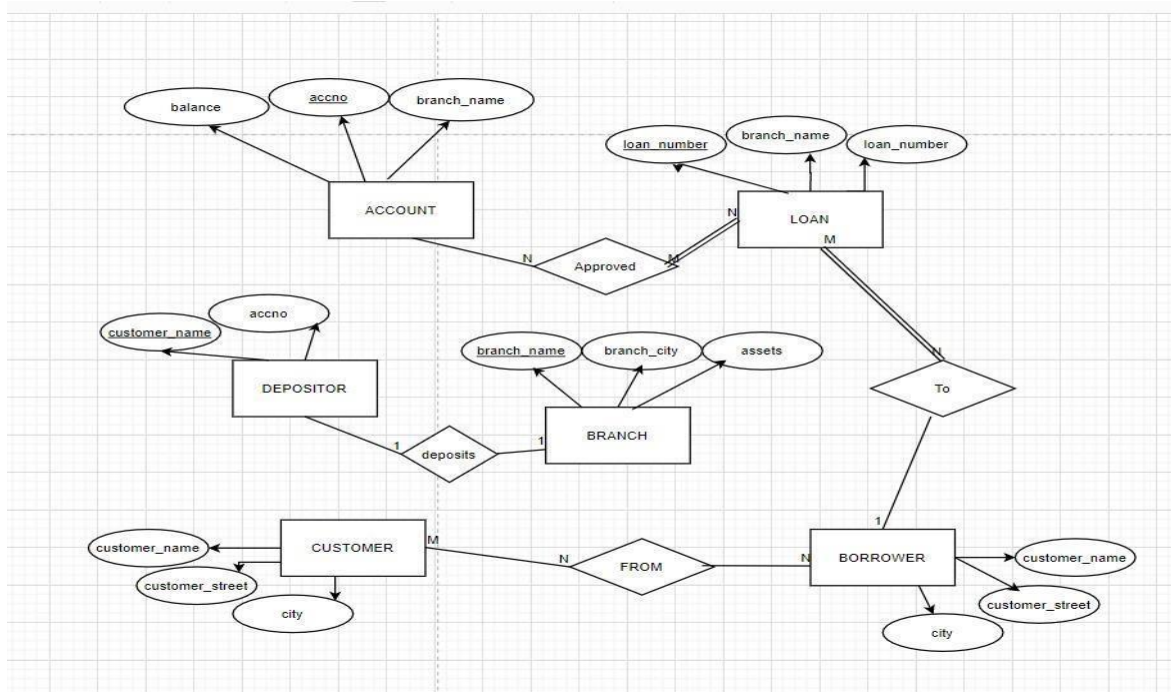 balance
accno
branch_name
ACCOUNT
loan_number
branch_name
loan_number
LOAN
N
M
N
Approved
M
customer_name
accno
DEPOSITOR
branch_name
branch_city
assets
BRANCH
1
deposits
1
N
To
1
customer_name
customer_street
city
CUSTOMER
M
N
FROM
N
BORROWER
customer_name
customer_street
city